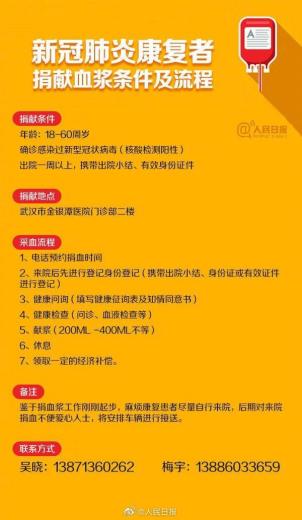 新冠肺炎康复者
捐献血浆条件及流程
A
@人民日报
捐献条件
年龄：18-60周岁
确诊感染过新型冠状病毒（核酸检测阳性）
出院一周以上，携带出院小结、有效身份证件
捐献地点
武汉市金银潭医院门诊部二楼
采血流程
1、电话预约捐血时间
2、来院后先进行登记身份登记（携带出院小结、身份证或有效证件
进行登记）
3、健康问询（填写健康征询表及知情同意书）
4、健康检查（问诊、血液检查等）
5、献浆（200ML -400ML不等）
6、休息
7、领取一定的经济补偿。
备注
鉴于捐血浆工作刚刚起步，麻烦康复患者尽量自行来院，后期对来院
捐血不便爱心人士，将安排车辆进行接送。
联系方式
吴晓：13871360262 梅宇：13886033659
@人民日报